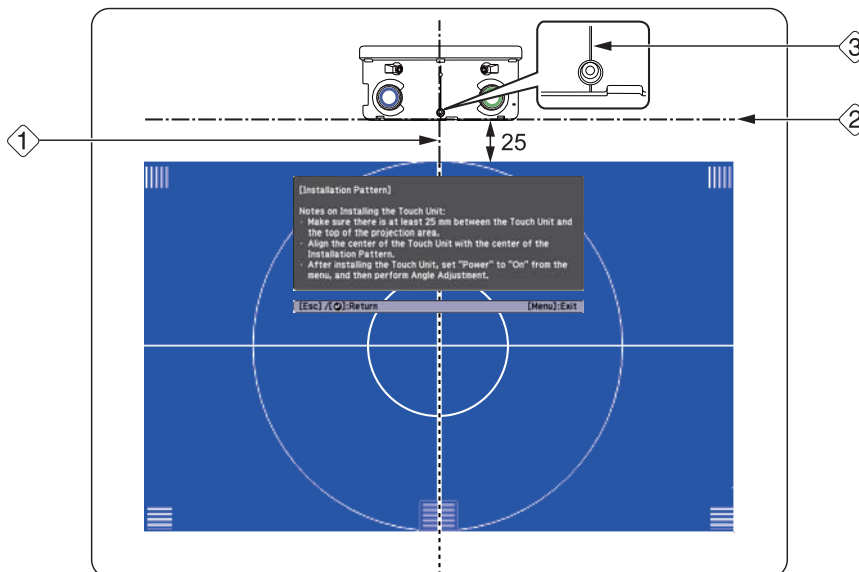 3
2
1
25
[Installation Pattern]
Notes on Installing the Touch Unit:
· Make sure there is at least 25 mm between the Touch Unit and
the top of the projection area.
· Align the center of the Touch Unit with the center of the
Installation Pattern.
· After installing the Touch Unit, set "Power" to "On" from the
menu, and then perform Angle Adjustment.
[Esc] /[ ]:Return [Menu]:Exit